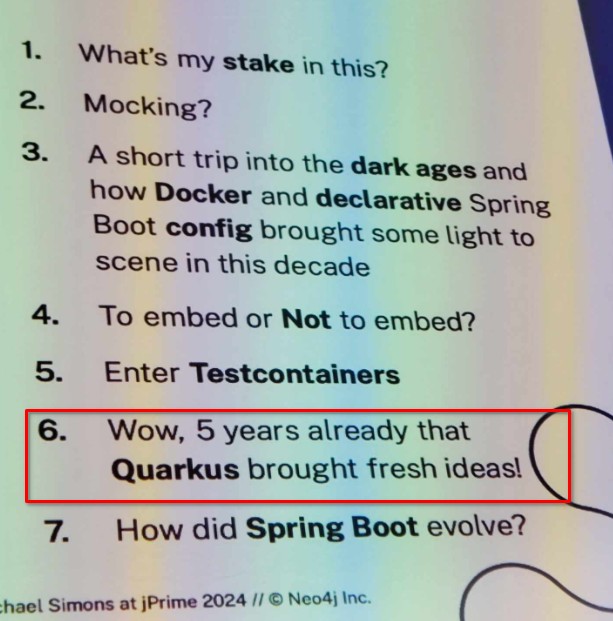 1. What's my stake in this?
2. Mocking?
3. A short trip into the dark ages and
how Docker and declarative Spring
Boot config brought some light to
scene in this decade
4. To embed or Not to embed?
5. Enter Testcontainers
6. Wow, 5 years already that
Quarkus brought fresh ideas!
7. How did Spring Boot evolve?
chael Simons at jPrime 2024 // © Neo4j Inc.